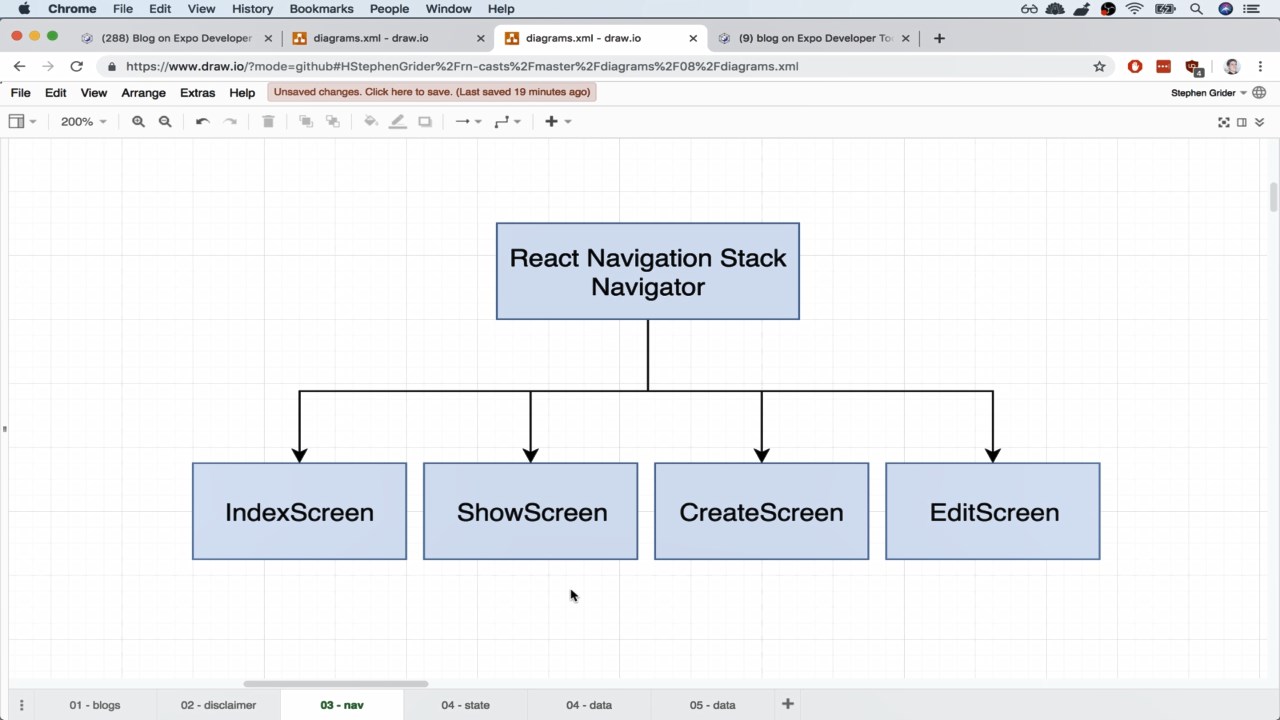 Chrome File Edit View History Bookmarks People Window Help
(288) Blog on Expo Developer
diagrams.xml - draw.io
diagrams.xml - draw.io
(9) blog on Expo Developer Too
https://www.draw.io/?mode=github#HStephenGrider%2Frn-casts%2Fmaster%2Fdiagrams%2F08%2Fdiagrams.xml
4
File Edit View Arrange Extras Help
Unsaved changes. Click here to save. (Last saved 19 minutes ago)
Stephen Grider
200%
React Navigation Stack
Navigator
IndexScreen
ShowScreen
CreateScreen
EditScreen
01 - blogs
02 - disclaimer
03 - nav
04 - state
04 - data
05 - data